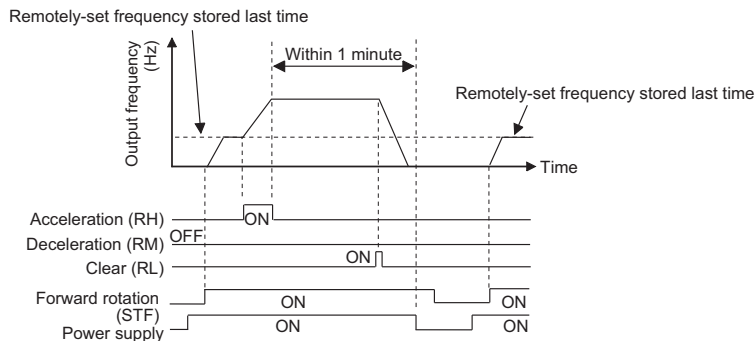 Remotely-set frequency stored last time
Output frequency
(Hz)
Within 1 minute
Remotely-set frequency stored last time
Time
Acceleration (RH)
ON
Deceleration (RM)
OFF
Clear (RL)
ON
Forward rotation
(STF)
ON
ON
Power supply
ON
ON